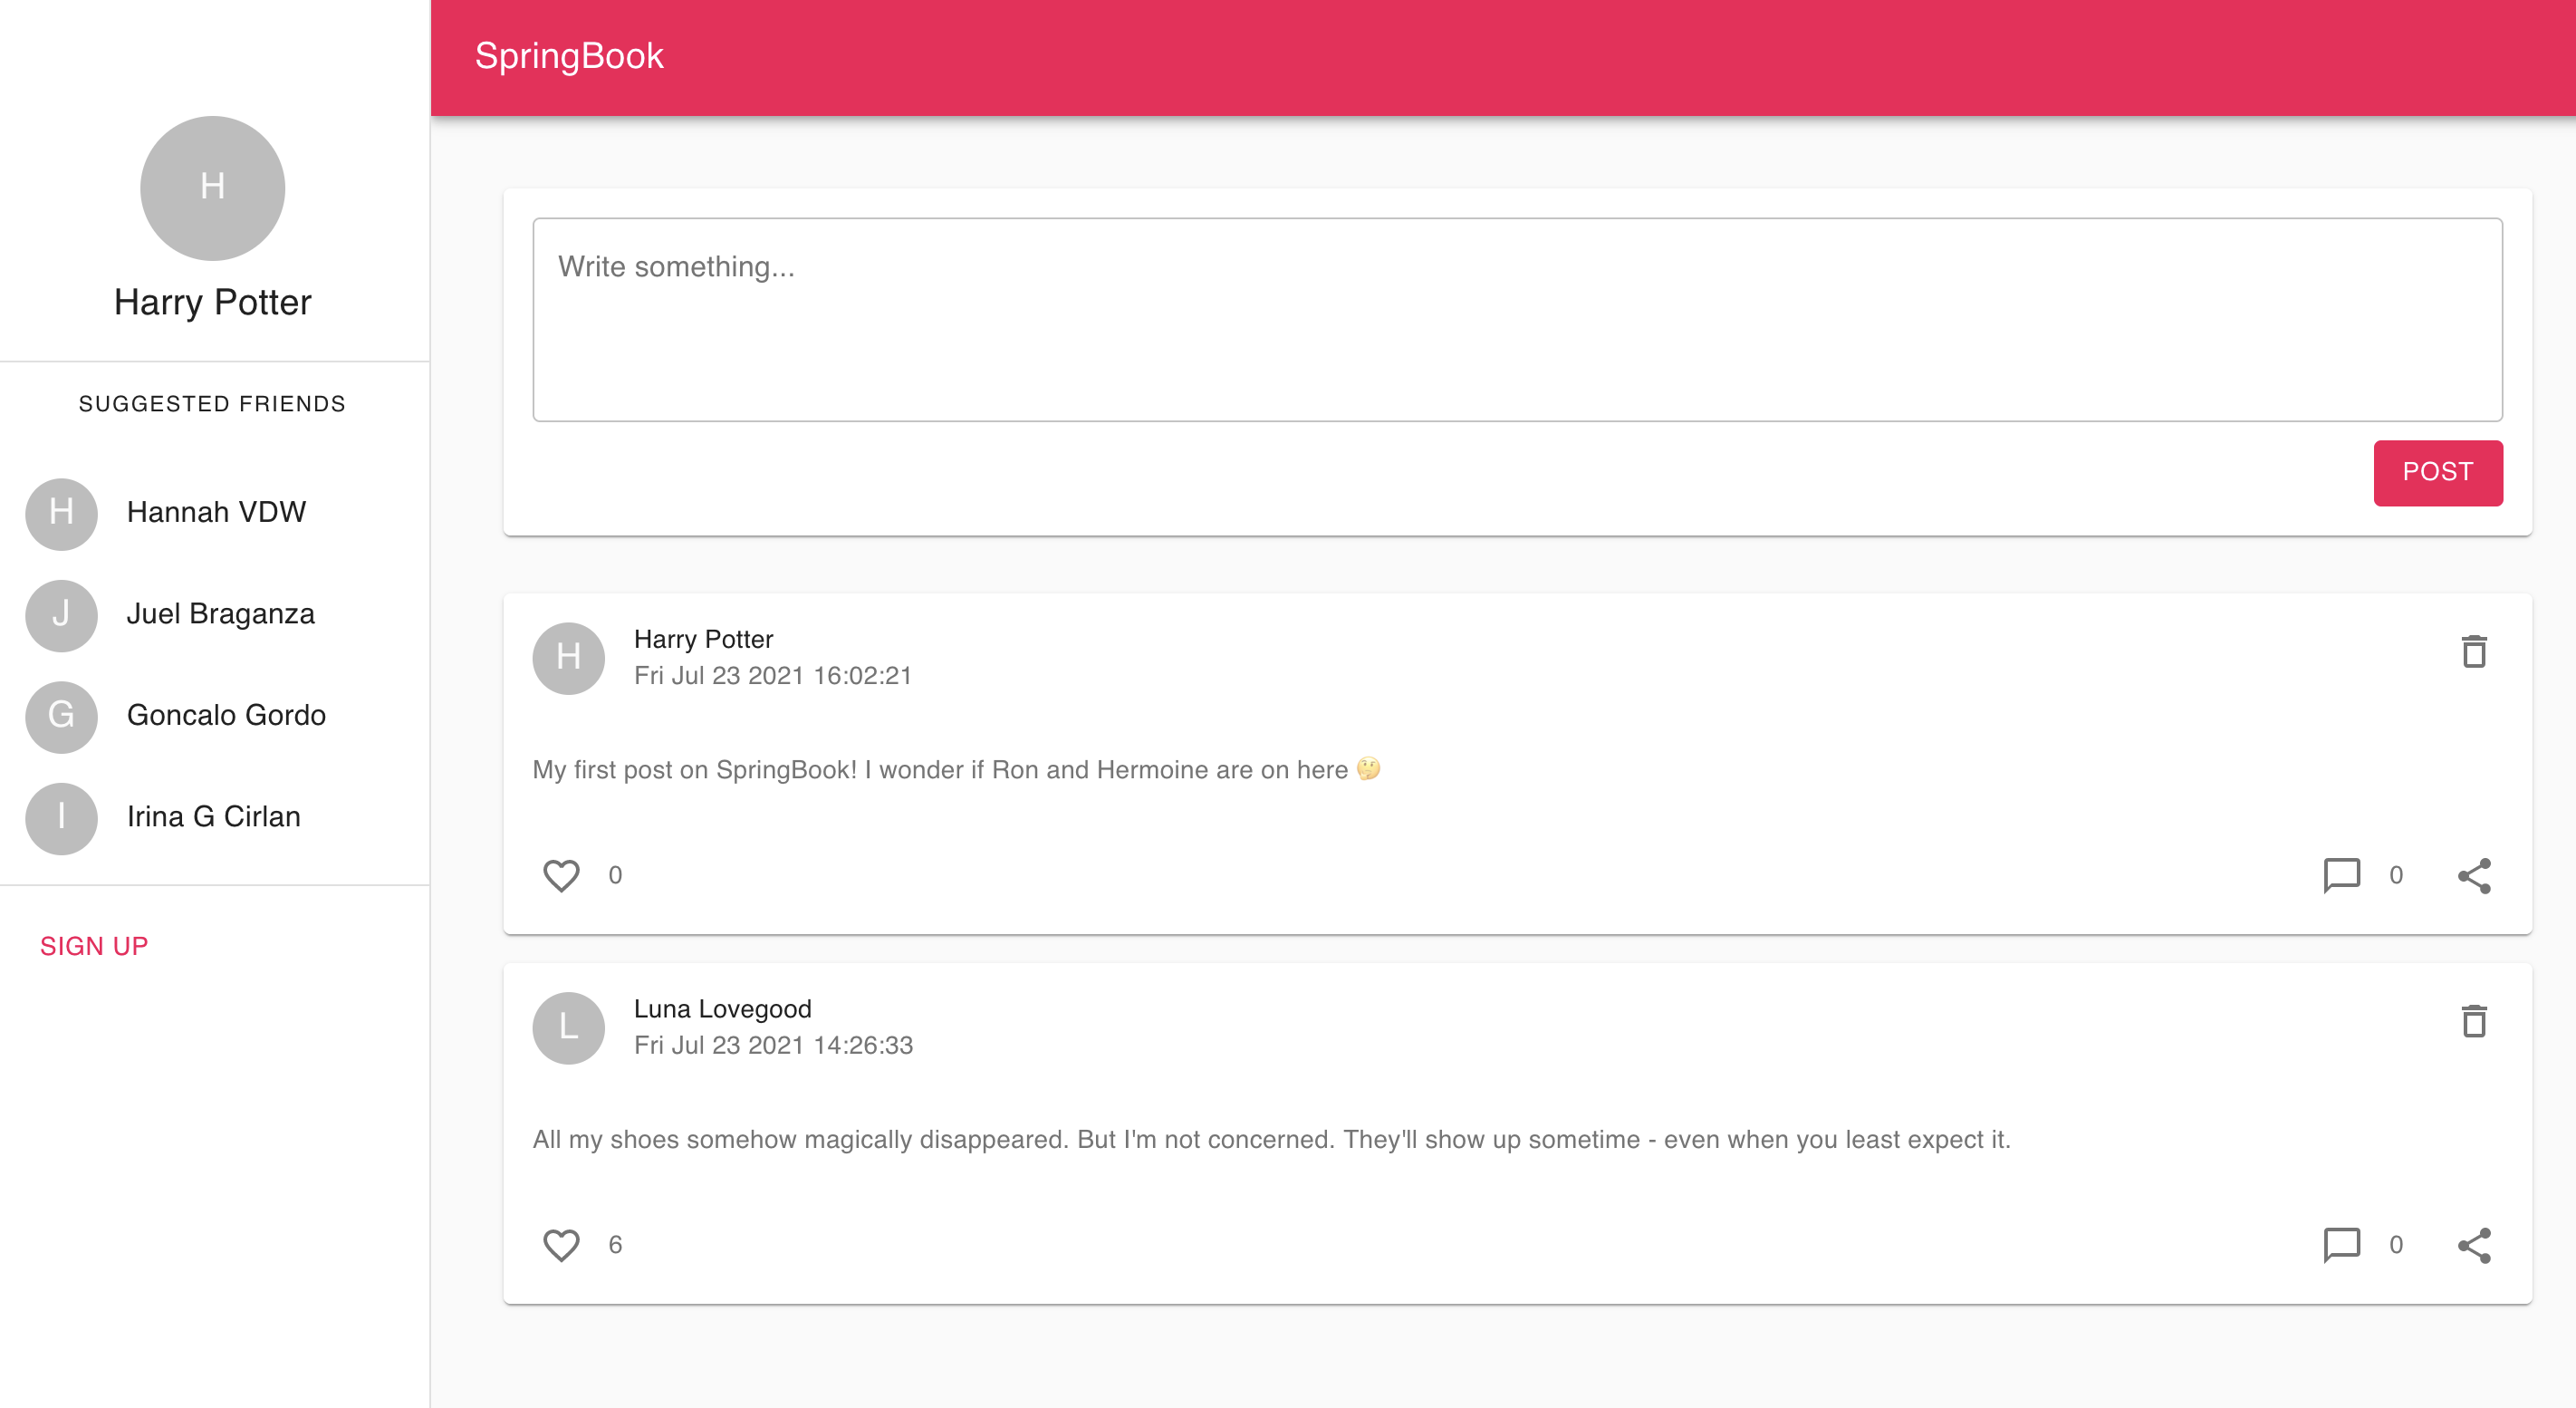 SpringBook
H
Harry Potter
SUGGESTED FRIENDS
H Hannah VDW
J Juel Braganza
G Goncalo Gordo
I Irina G Cirlan
SIGN UP
Write something...
POST
H
Harry Potter
Fri Jul 23 2021 16:02:21
My first post on SpringBook! I wonder if Ron and Hermoine are on here 🤔
0 0
L
Luna Lovegood
Fri Jul 23 2021 14:26:33
All my shoes somehow magically disappeared. But I'm not concerned. They'll show up sometime - even when you least expect it.
6 0